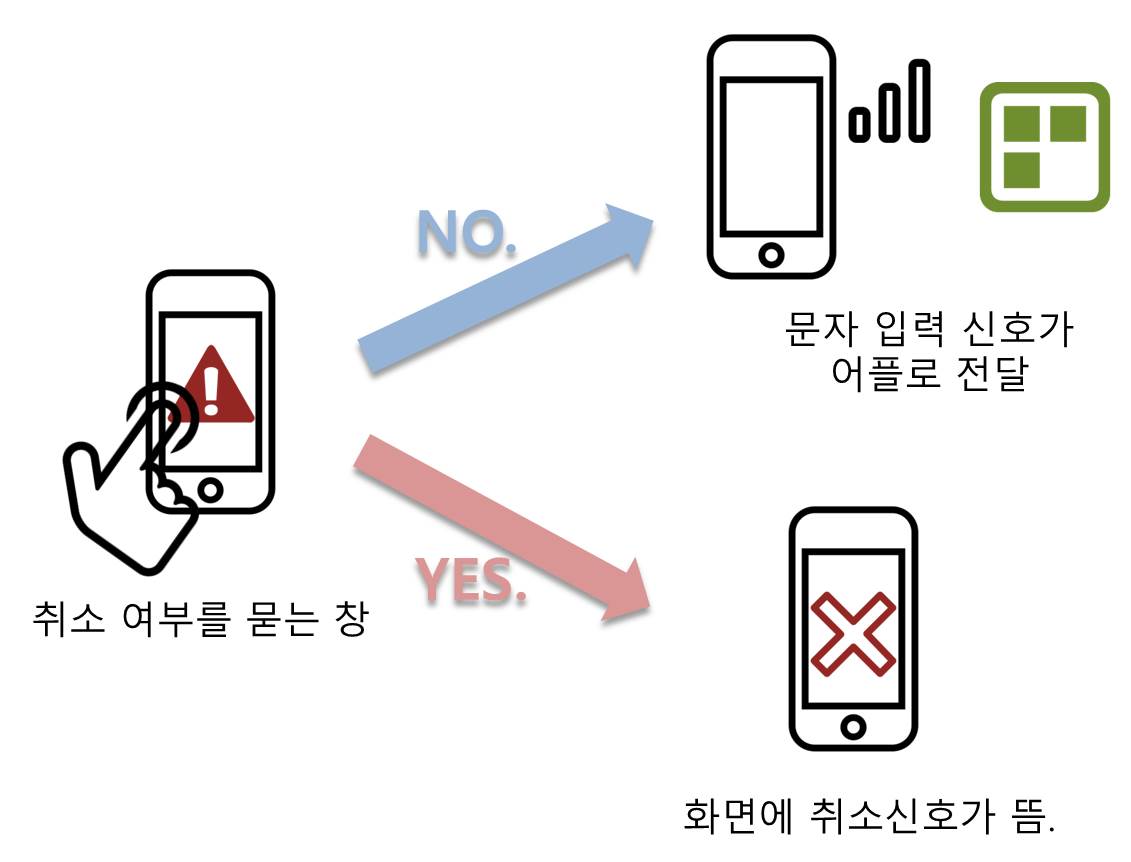 NO.
문자 입력 신호가
어플로 전달
취소 여부를 묻는 창
YES.
화면에 취소신호가 뜸.